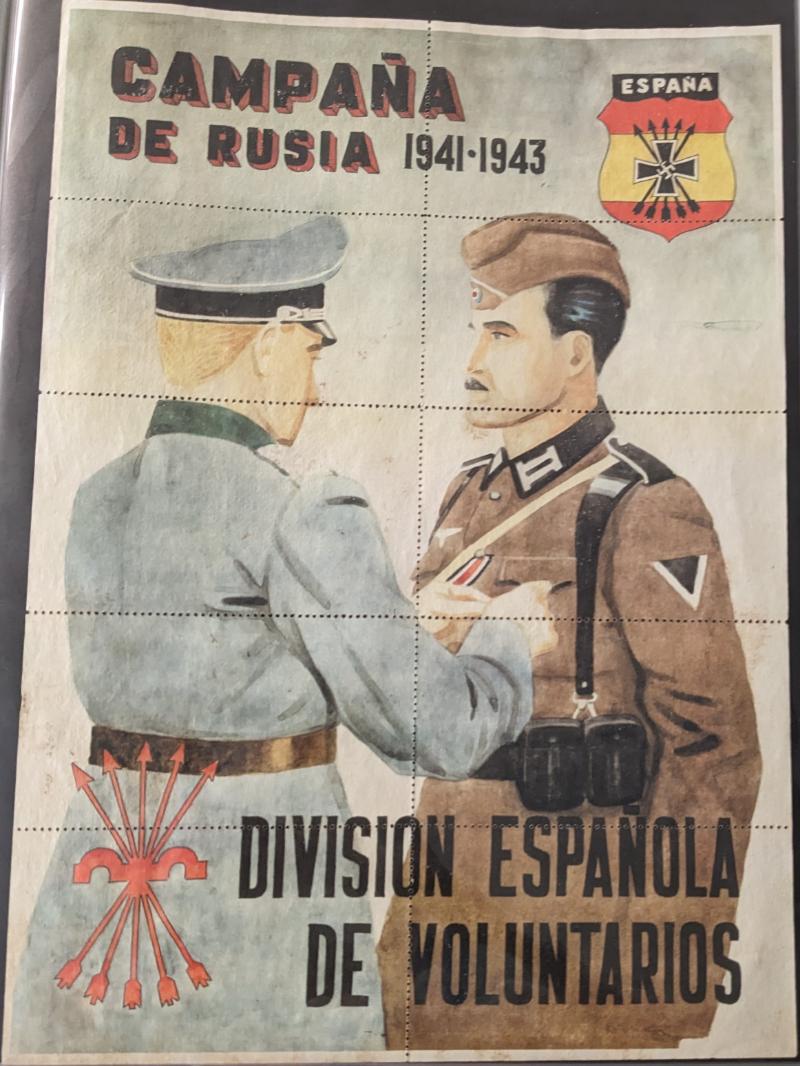 CAMPAÑA
DE RUSIA 1941·1943
ESPAÑA
DIVISION ESPAÑOLA
DE VOLUNTARIOS